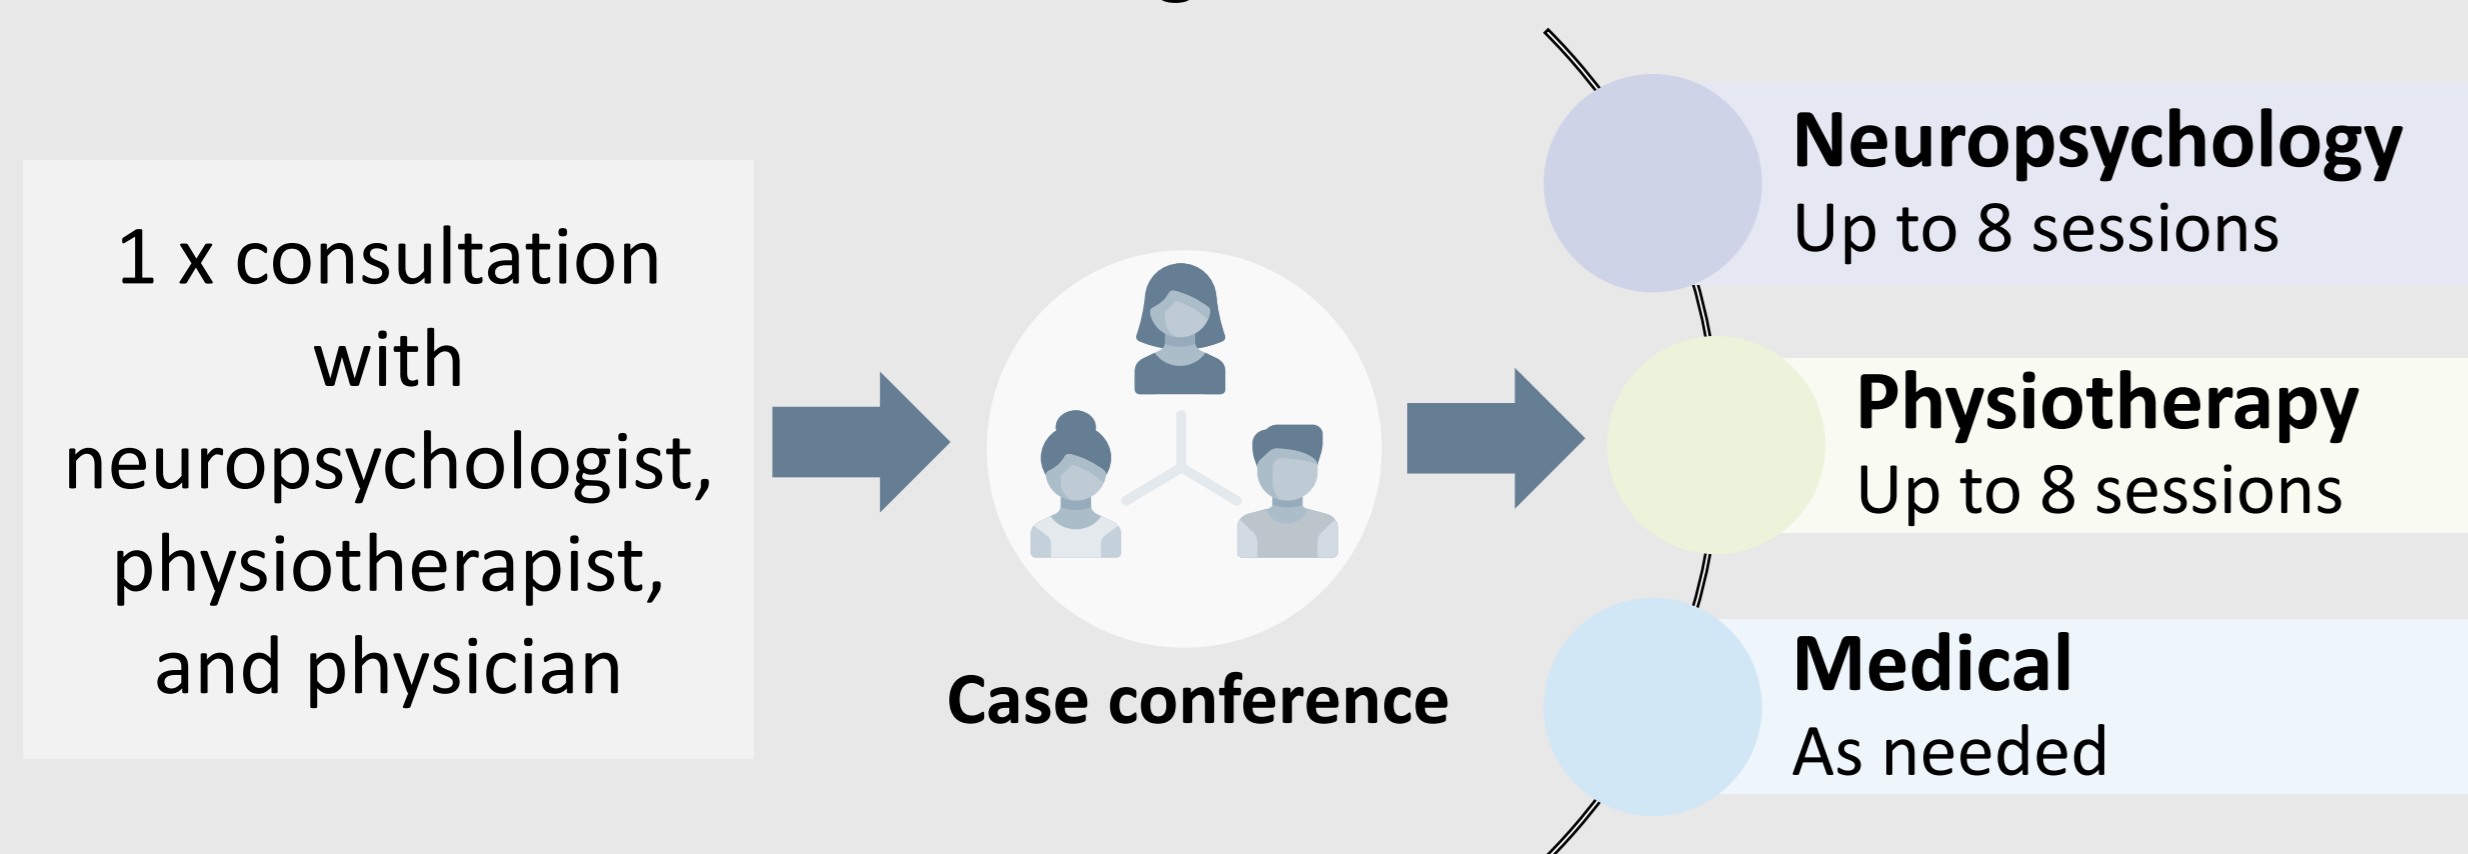 1 x consultation
with
neuropsychologist,
physiotherapist,
and physician
Case conference
Neuropsychology
Up to 8 sessions
Physiotherapy
Up to 8 sessions
Medical
As needed